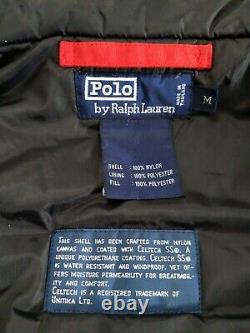 Polo
by Ralph Lauren
MADE IN
M
SHELL : 100% NYLON
LINING : 100% POLYESTER
FILL : 100% POLYESTER
THIS SHELL HAS BEEN CRAFTED FROM NYLON
CANVAS AND COATED WITH CELTECH SS®. A
UNIQUE POLYURETHANE COATING. CELTECH SS®
IS WATER RESISTANT AND WINDPROOF, YET OF-
FERS MOISTURE PERMEABILITY FOR BREATHABIL-
ITY AND COMFORT.
CELTECH IS A REGISTERED TRADEMARK OF
UNITIKA LTD.